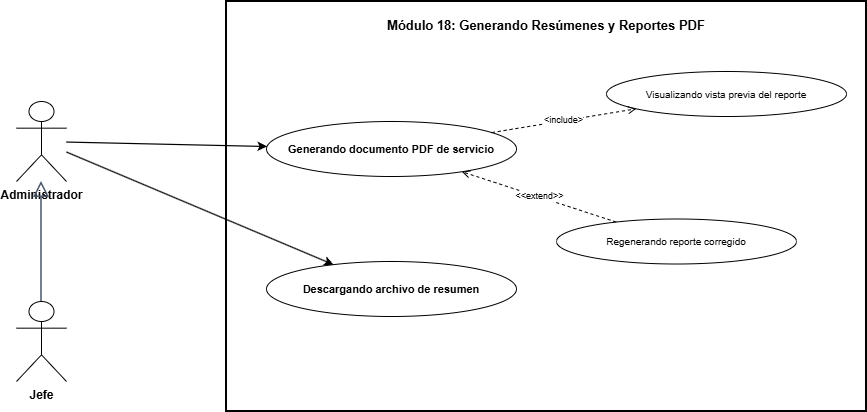 Módulo 18: Generando Resúmenes y Reportes PDF
Visualizando vista previa del reporte
<include>
Generando documento PDF de servicio
Administrador
<<extend>>
Regenerando reporte corregido
Descargando archivo de resumen
Jefe